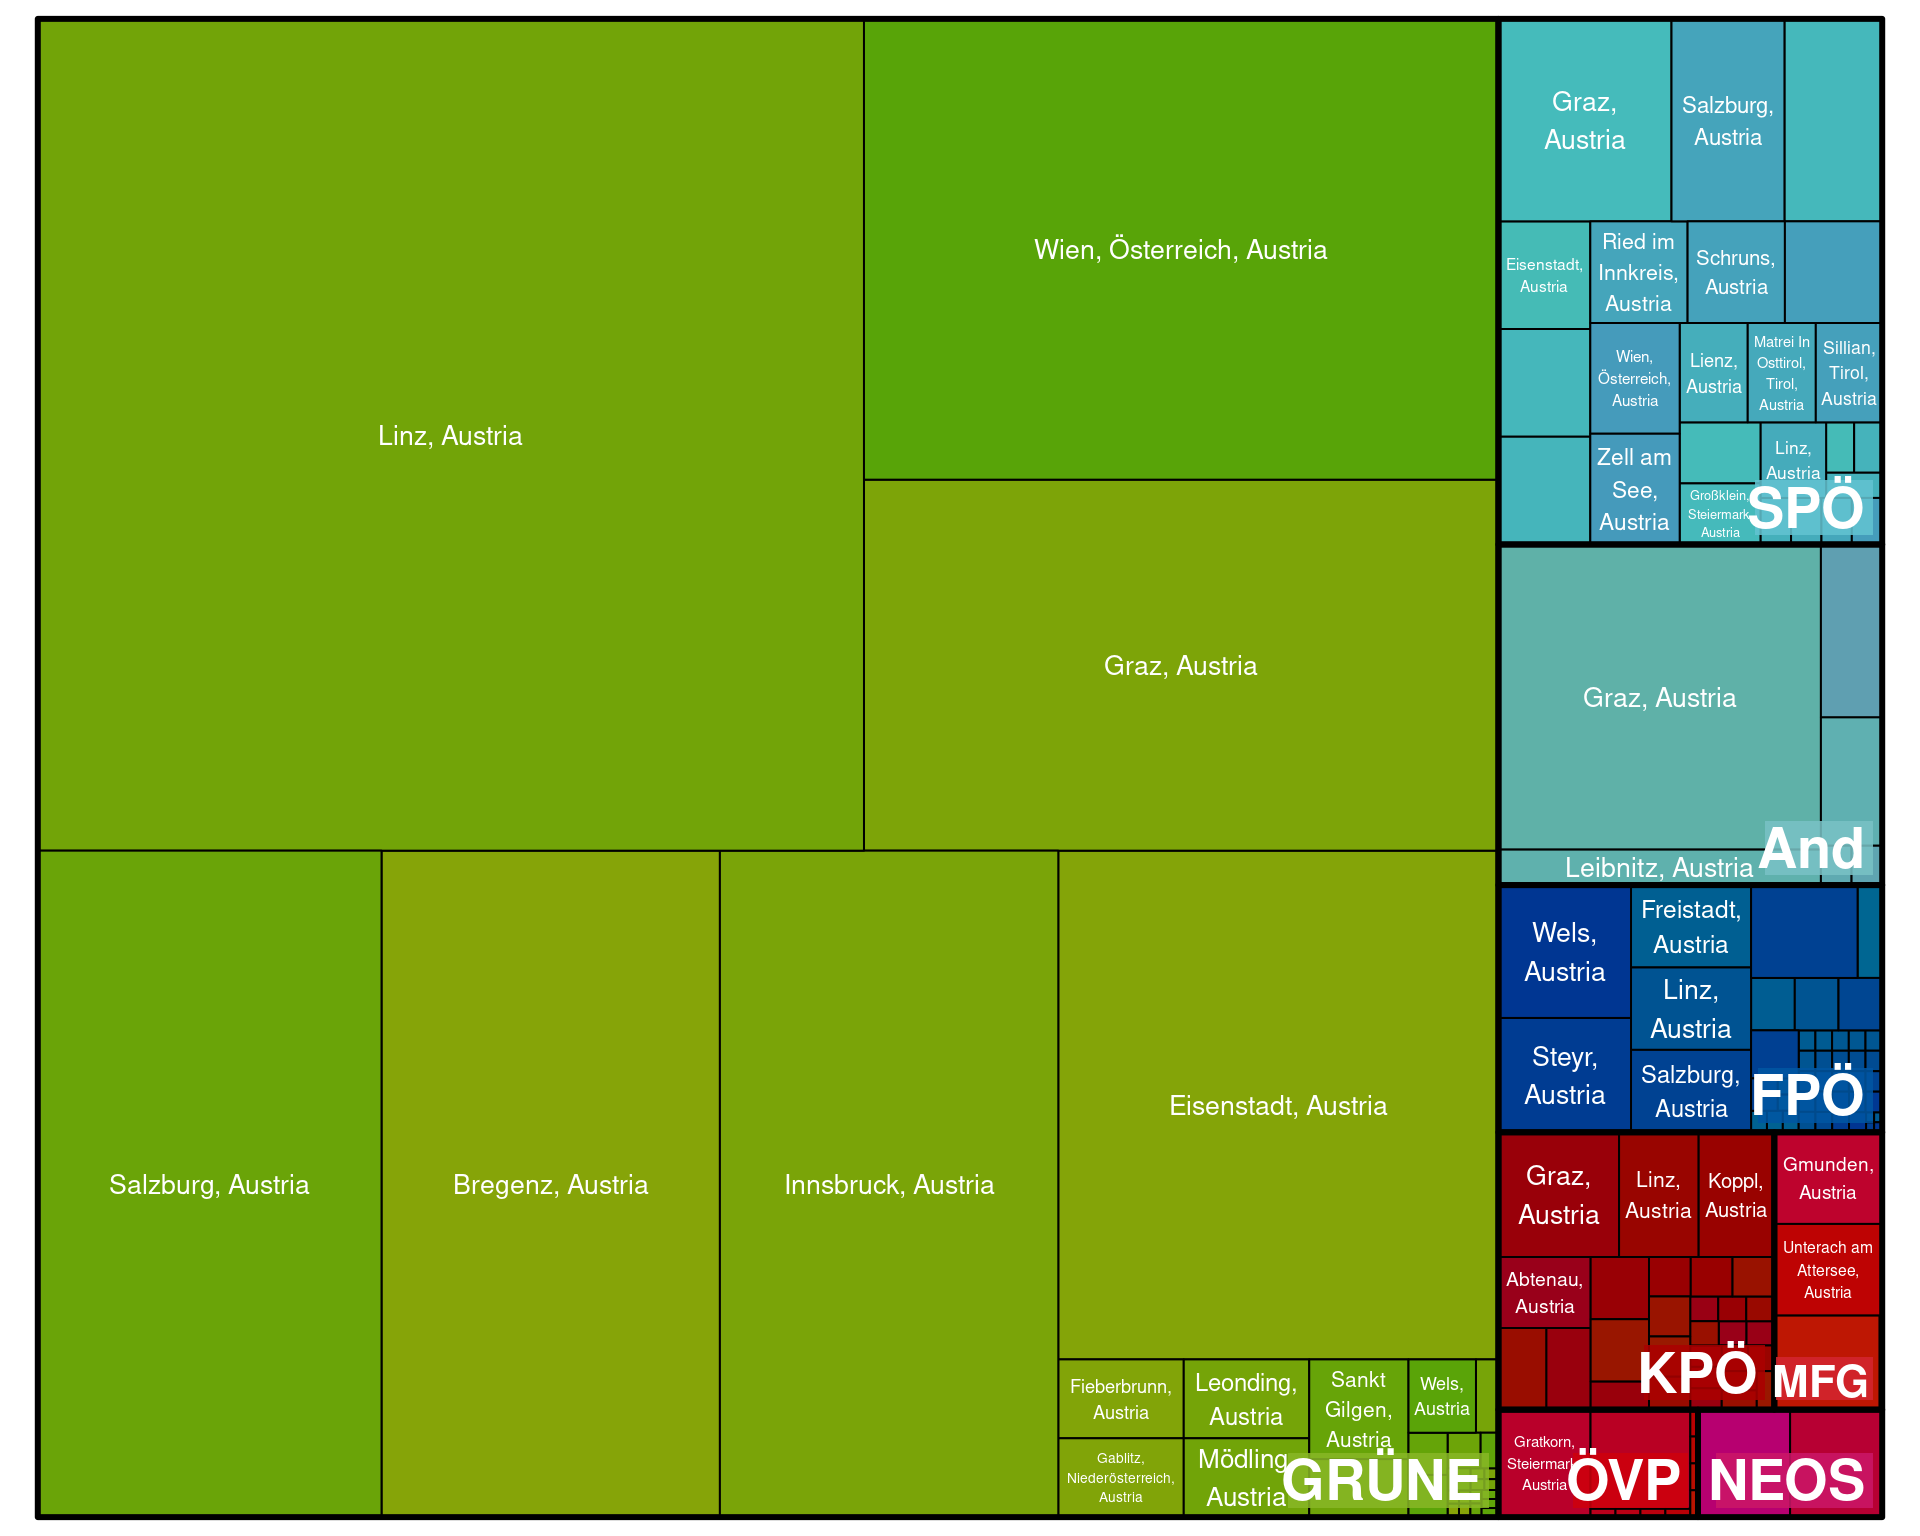 Linz, Austria
Wien, Österreich, Austria
Graz, Austria
Salzburg, Austria
Bregenz, Austria
Innsbruck, Austria
Eisenstadt, Austria
Fieberbrunn,
Austria
Gablitz,
Niederösterreich,
Austria
Leonding,
Austria
Mödling,
Austria
Sankt
Gilgen,
Austria
Wels,
Austria
GRÜNE
Graz,
Austria
Salzburg,
Austria
Eisenstadt,
Austria
Ried im
Innkreis,
Austria
Schruns,
Austria
Wien,
Österreich,
Austria
Zell am
See,
Austria
Lienz,
Austria
Matrei In
Osttirol,
Tirol,
Austria
Sillian,
Tirol,
Austria
Linz,
Austria
Großklein,
Steiermark,
Austria
SPÖ
Graz, Austria
Leibnitz, Austria
And
Wels,
Austria
Steyr,
Austria
Freistadt,
Austria
Linz,
Austria
Salzburg,
Austria
FPÖ
Graz,
Austria
Linz,
Austria
Koppl,
Austria
Abtenau,
Austria
KPÖ
Gmunden,
Austria
Unterach am
Attersee,
Austria
MFG
Gratkorn,
Steiermark,
Austria
ÖVP
NEOS